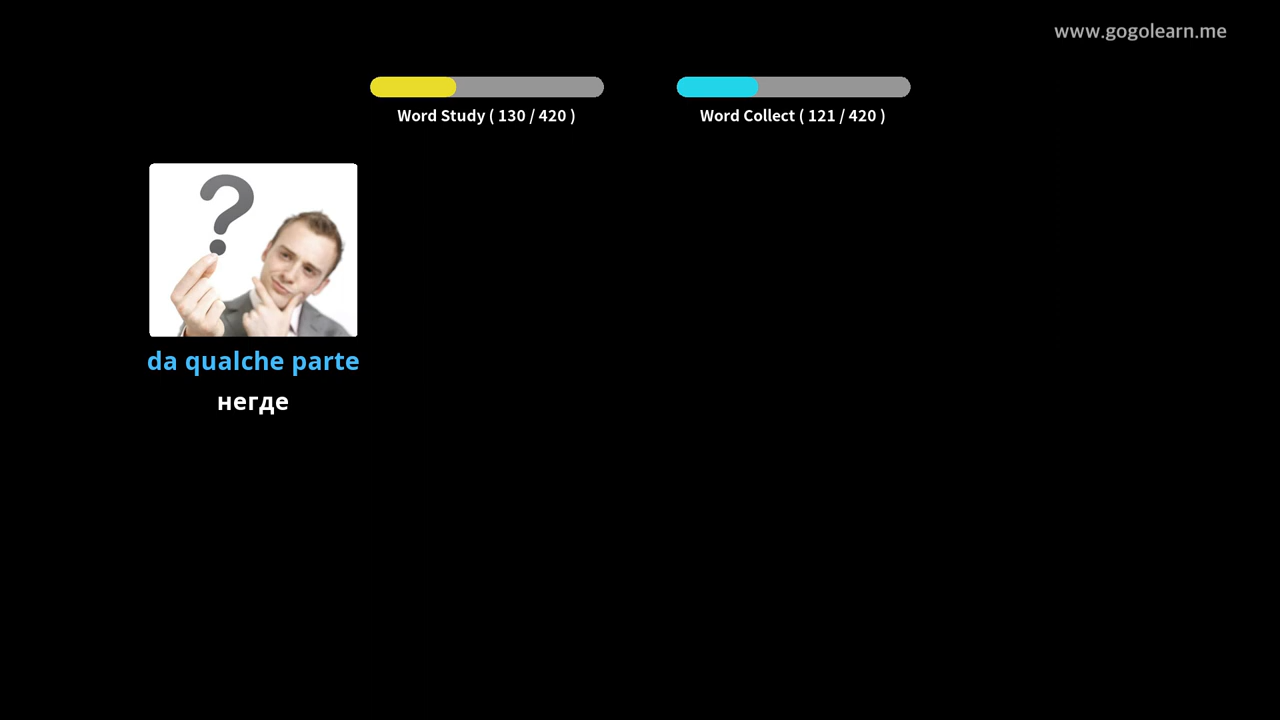 www.gogolearn.me
Word Study ( 130 / 420 )
Word Collect ( 121 / 420 )
?
da qualche parte
негде